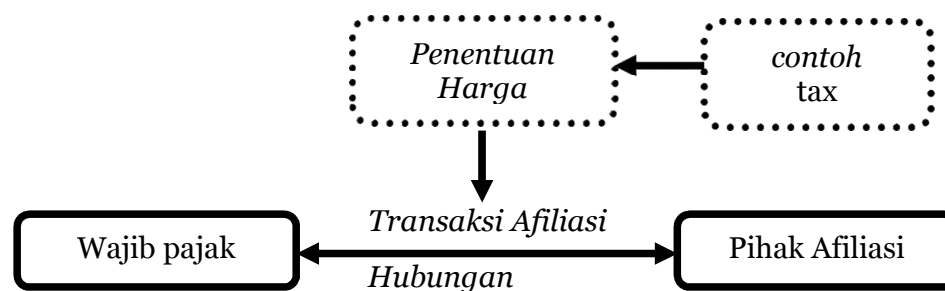 Penentuan
Harga
contoh
tax
Transaksi Afiliasi
Wajib pajak
Pihak Afiliasi
Hubungan